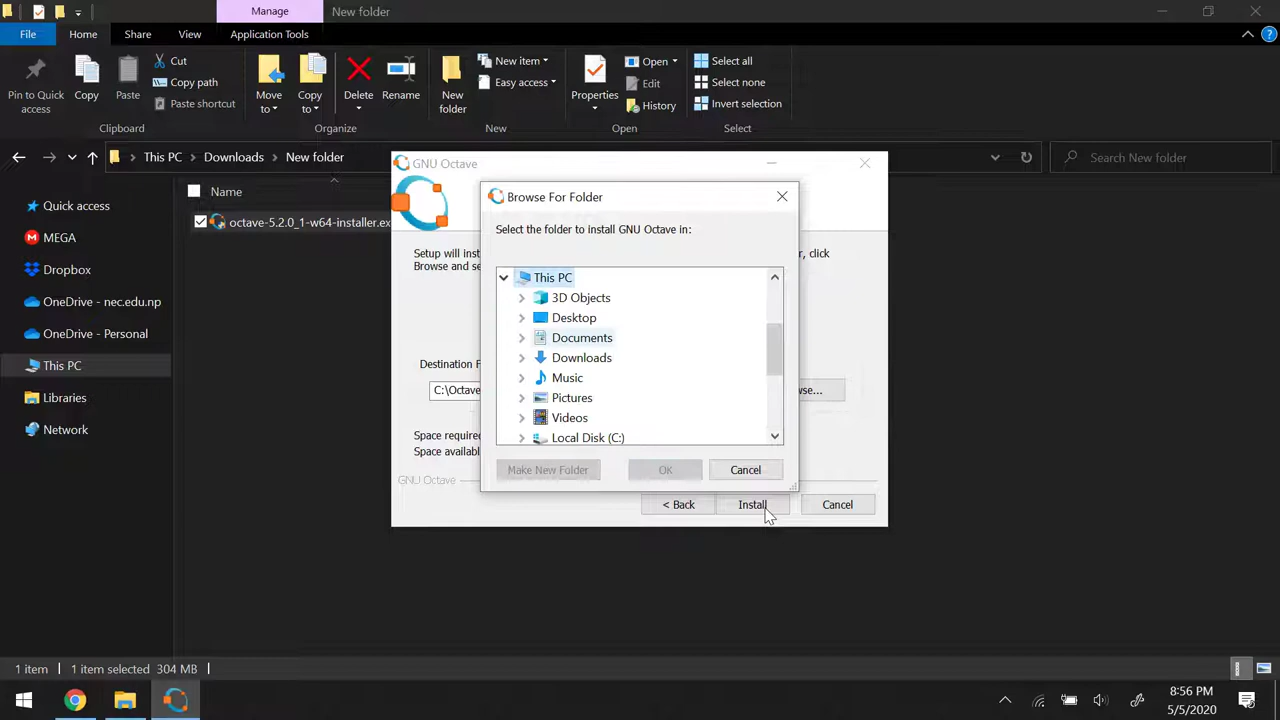 Manage
New folder
File
Home
Share
View
Application Tools
Pin to Quick access
Copy
Paste
Cut
Copy path
Paste shortcut
Clipboard
Move to
Copy to
Delete
Rename
Organize
New folder
New item
Easy access
New
Properties
Open
Edit
History
Open
Select all
Select none
Invert selection
Select
This PC
Downloads
New folder
Search New folder
Quick access
MEGA
Dropbox
OneDrive - nec.edu.np
OneDrive - Personal
This PC
Libraries
Network
Name
octave-5.2.0_1-w64-installer.ex
GNU Octave
Setup will inst
r, click
Browse and se
Destination F
C:\Octave
se...
Space require
Space availab
GNU Octave
< Back
Install
Cancel
Browse For Folder
Select the folder to install GNU Octave in:
This PC
3D Objects
Desktop
Documents
Downloads
Music
Pictures
Videos
Local Disk (C:)
Make New Folder
OK
Cancel
1 item
1 item selected
304 MB
8:56 PM
5/5/2020